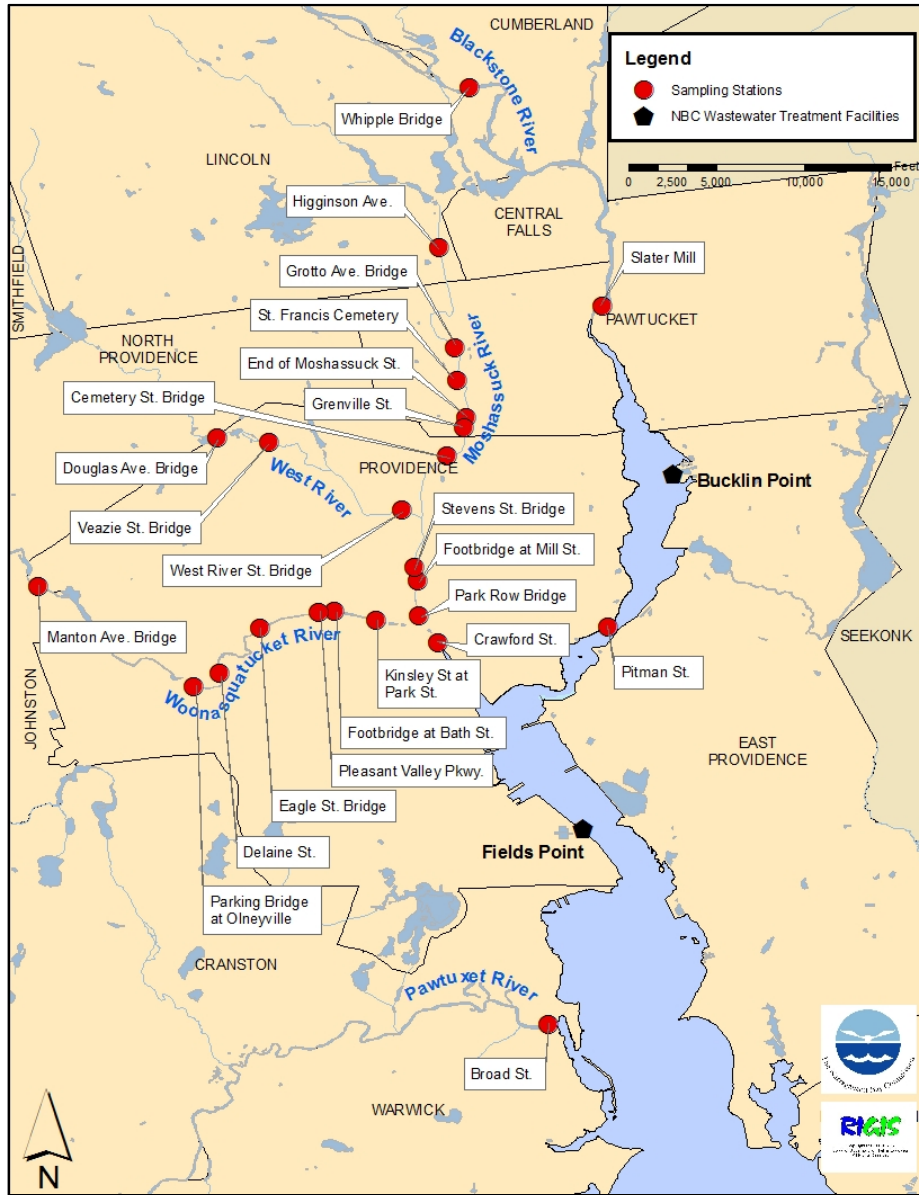 CUMBERLAND
Blackstone River
Legend
Sampling Stations
NBC Wastewater Treatment Facilities
Feet
0 2,500 5,000 10,000 15,000
Whipple Bridge
LINCOLN
Higginson Ave.
CENTRAL
FALLS
Grotto Ave. Bridge
Slater Mill
SMITHFIELD
St. Francis Cemetery
PAWTUCKET
NORTH
PROVIDENCE
End of Moshassuck St.
Moshassuck River
Cemetery St. Bridge
Grenville St.
Douglas Ave. Bridge
PROVIDENCE
West River
Bucklin Point
Veazie St. Bridge
Stevens St. Bridge
West River St. Bridge
Footbridge at Mill St.
Park Row Bridge
Manton Ave. Bridge
Crawford St.
SEEKONK
Woonasquatucket River
Kinsley St at
Park St.
Pitman St.
JOHNSTON
Footbridge at Bath St.
EAST
PROVIDENCE
Pleasant Valley Pkwy.
Eagle St. Bridge
Delaine St.
Fields Point
Parking Bridge
at Olneyville
CRANSTON
Pawtuxet River
Broad St.
WARWICK
N
RIGIS